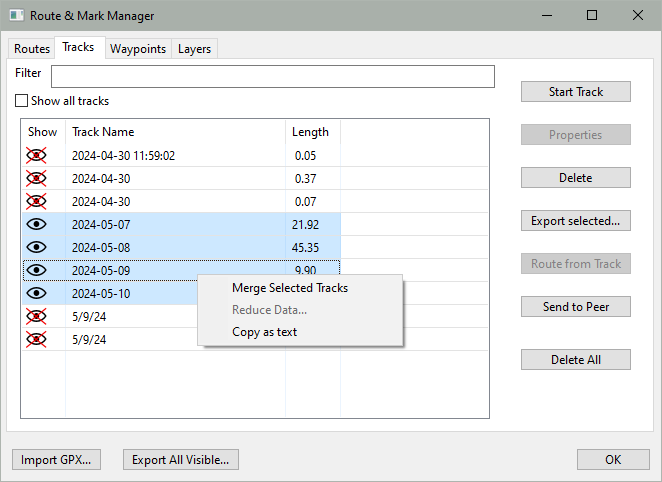 Route & Mark Manager
Routes Tracks Waypoints Layers
Filter
Show all tracks
Show Track Name Length
2024-04-30 11:59:02 0.05
2024-04-30 0.37
2024-04-30 0.07
2024-05-07 21.92
2024-05-08 45.35
2024-05-09 9.90
2024-05-10
5/9/24
5/9/24
Merge Selected Tracks
Reduce Data...
Copy as text
Start Track
Properties
Delete
Export selected...
Route from Track
Send to Peer
Delete All
Import GPX... Export All Visible... OK